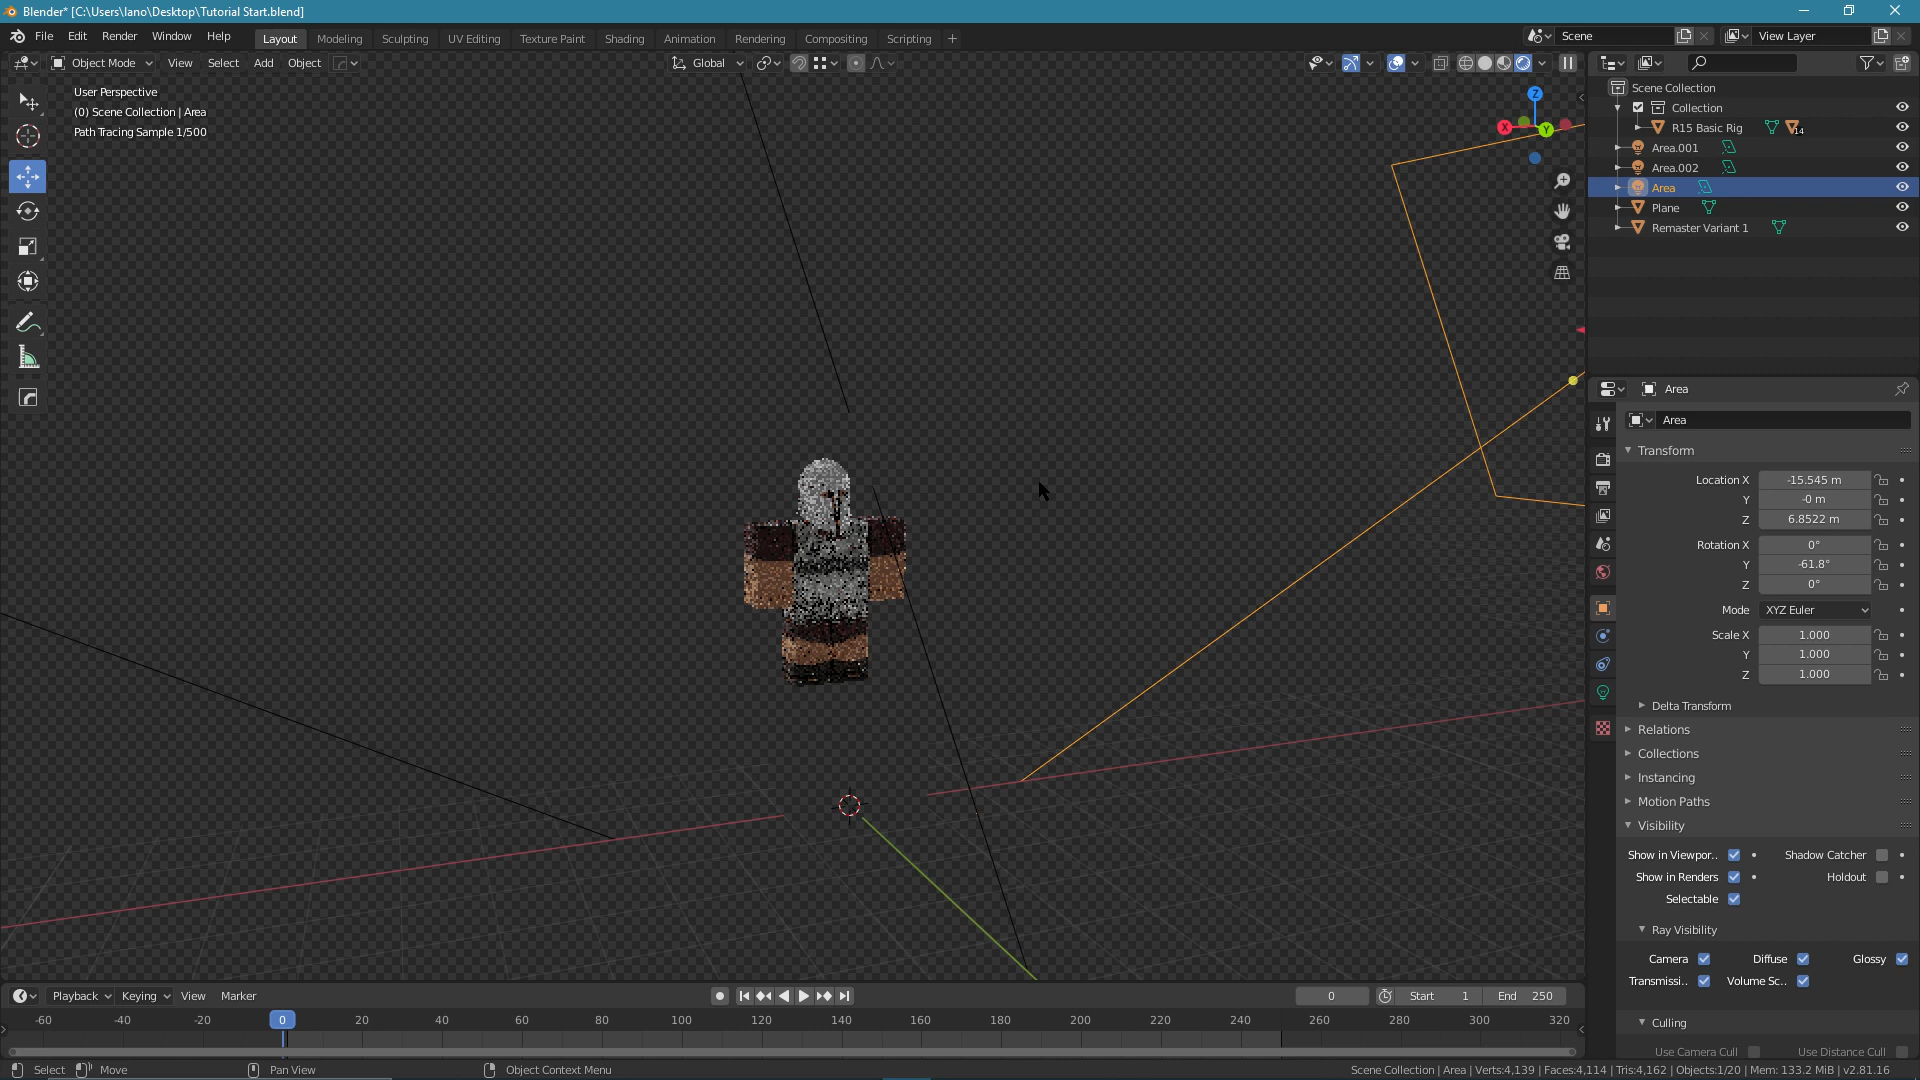 Blender* [C:\Users\Iano\Desktop\Tutorial Start.blend]
File Edit Render Window Help
Layout Modeling Sculpting UV Editing Texture Paint Shading Animation Rendering Compositing Scripting +
Scene
View Layer
Object Mode View Select Add Object
Global
User Perspective
(0) Scene Collection | Area
Path Tracing Sample 1/500
Z
X
Y
Scene Collection
Collection
R15 Basic Rig 14
Area.001
Area.002
Area
Plane
Remaster Variant 1
Area
Area
Transform
Location X -15.545 m
Y -0 m
Z 6.8522 m
Rotation X 0°
Y -61.8°
Z 0°
Mode XYZ Euler
Scale X 1.000
Y 1.000
Z 1.000
Delta Transform
Relations
Collections
Instancing
Motion Paths
Visibility
Show in Viewpor.. Shadow Catcher
Show in Renders Holdout
Selectable
Ray Visibility
Camera Diffuse Glossy
Transmissi.. Volume Sc..
Culling
Use Camera Cull Use Distance Cull
Playback Keying View Marker
0 Start 1 End 250
-60 -40 -20 0 20 40 60 80 100 120 140 160 180 200 220 240 260 280 300 320
Select Move Pan View Object Context Menu
Scene Collection | Area | Verts:4,139 | Faces:4,114 | Tris:4,162 | Objects:1/20 | Mem: 133.2 MiB | v2.81.16